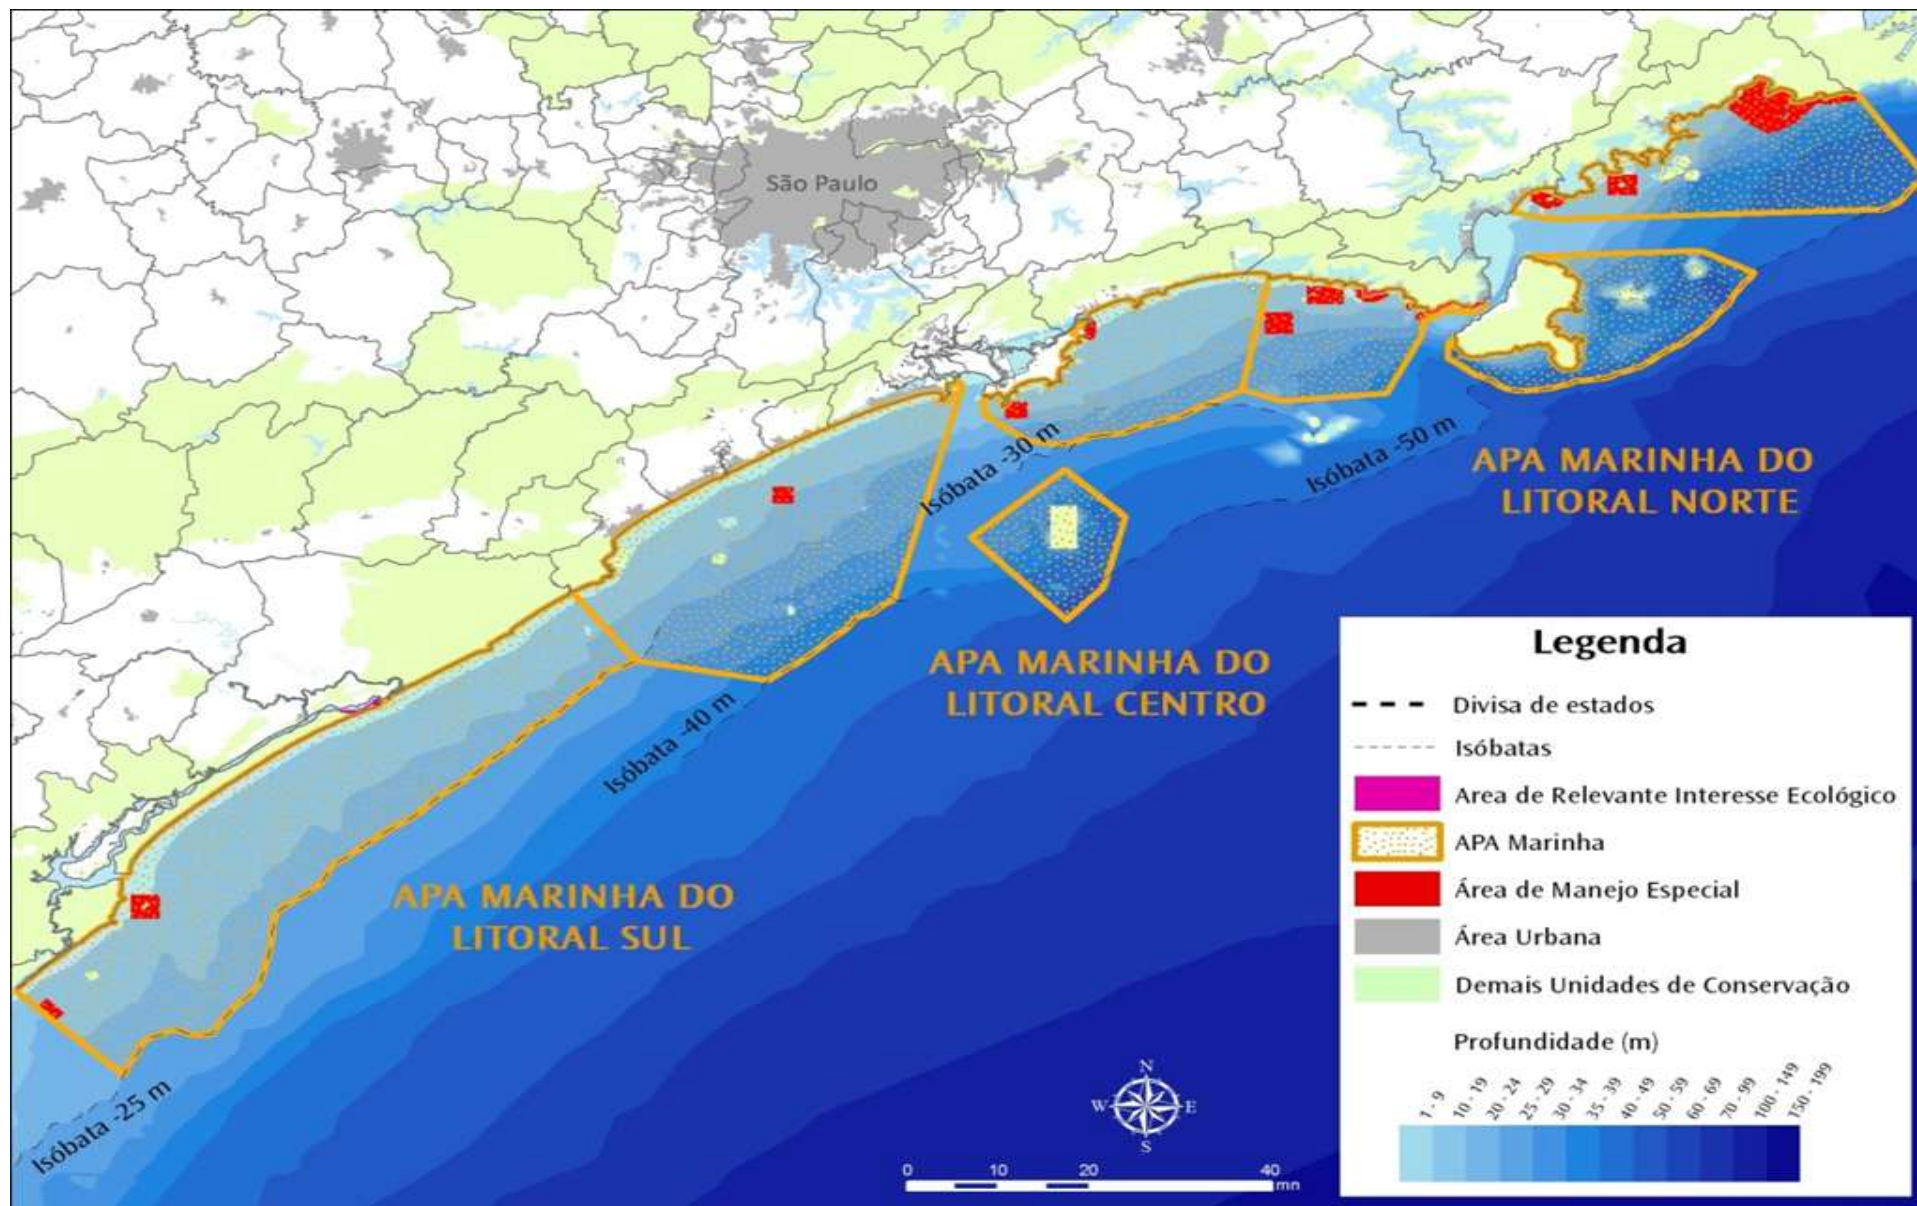 São Paulo
Isóbata -30 m
Isóbata -50 m
APA MARINHA DO
LITORAL NORTE
APA MARINHA DO
LITORAL CENTRO
Isóbata -40 m
APA MARINHA DO
LITORAL SUL
Isóbata -25 m
N
W
E
S
0 10 20 40
mn
Legenda
Divisa de estados
Isóbatas
Area de Relevante Interesse Ecológico
APA Marinha
Área de Manejo Especial
Área Urbana
Demais Unidades de Conservação
Profundidade (m)
1 - 9
10 - 19
20 - 24
25 - 29
30 - 34
35 - 39
40 - 49
50 - 59
60 - 69
70 - 99
100 - 149
150 - 199